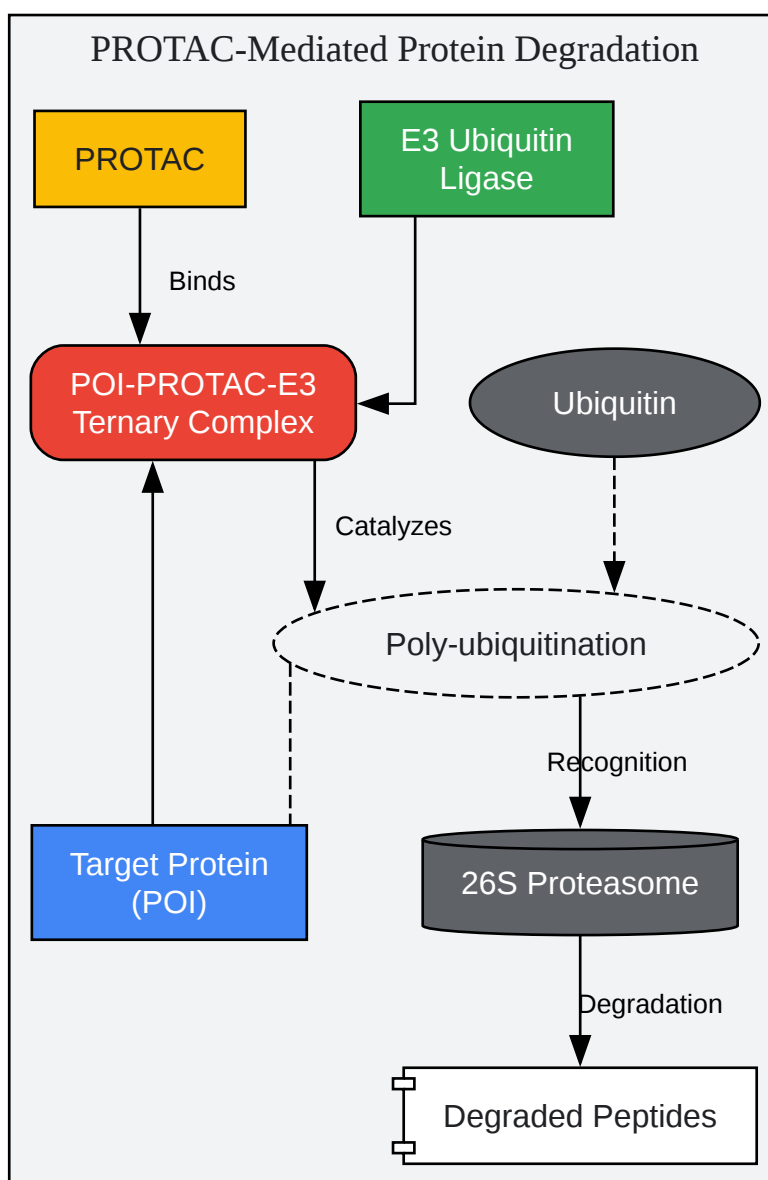 PROTAC-Mediated Protein Degradation
PROTAC
E3 Ubiquitin
Ligase
Binds
POI-PROTAC-E3
Ternary Complex
Ubiquitin
Catalyzes
Poly-ubiquitination
Recognition
Target Protein
(POI)
26S Proteasome
Degradation
Degraded Peptides